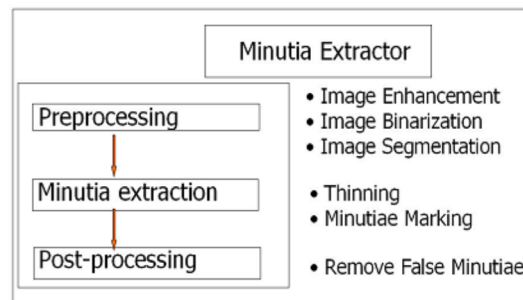 Minutia Extractor
Preprocessing
Minutia extraction
Post-processing
• Image Enhancement
• Image Binarization
• Image Segmentation
• Thinning
• Minutiae Marking
• Remove False Minutiae